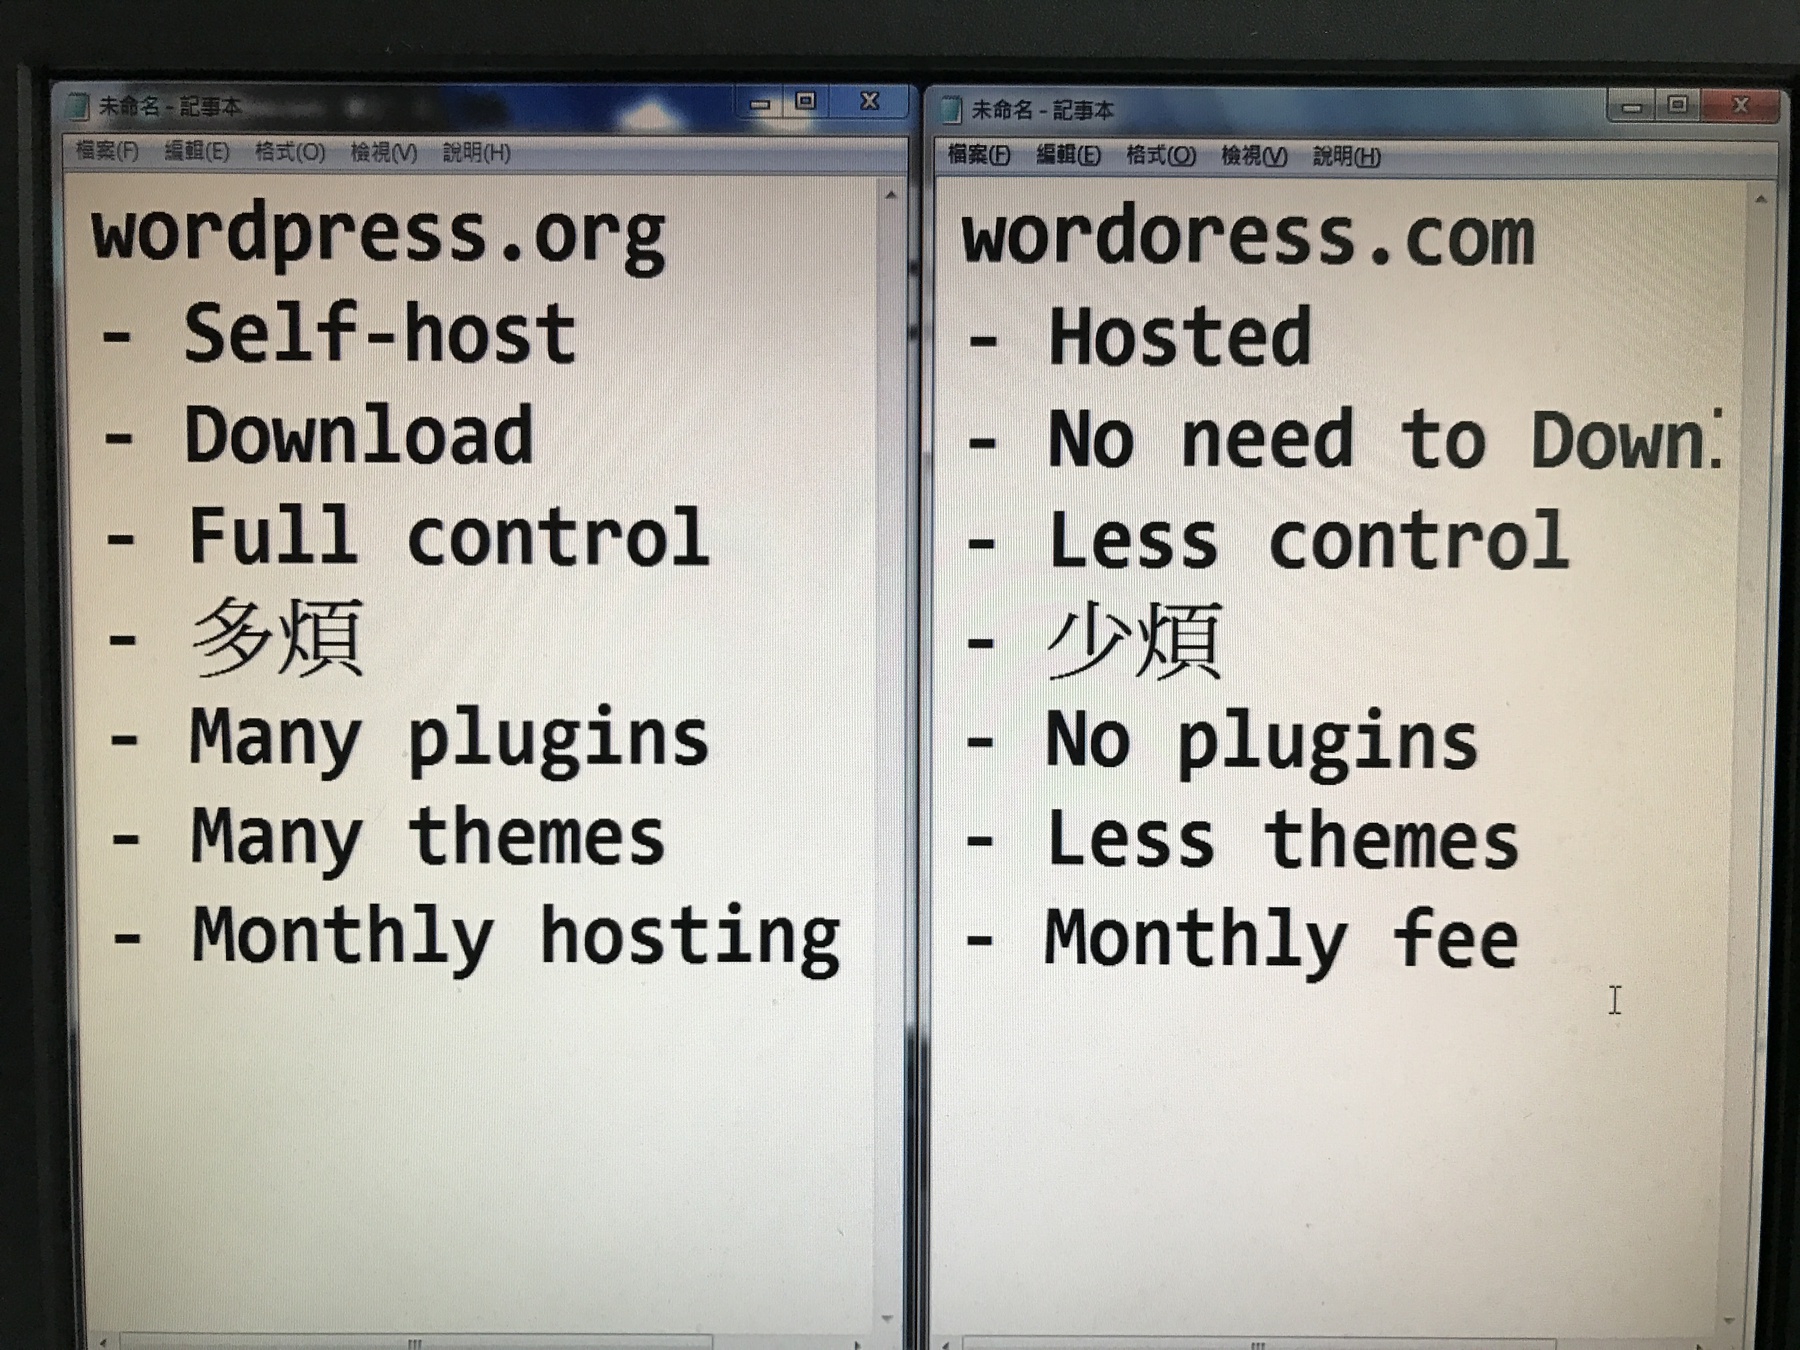 未命名 - 記事本
檔案(F) 編輯(E) 格式(O) 檢視(V) 說明(H)
wordpress.org
- Self-host
- Download
- Full control
- 多煩
- Many plugins
- Many themes
- Monthly hosting
未命名 - 記事本
檔案(F) 編輯(E) 格式(O) 檢視(V) 說明(H)
wordoress.com
- Hosted
- No need to Down
- Less control
- 少煩
- No plugins
- Less themes
- Monthly fee